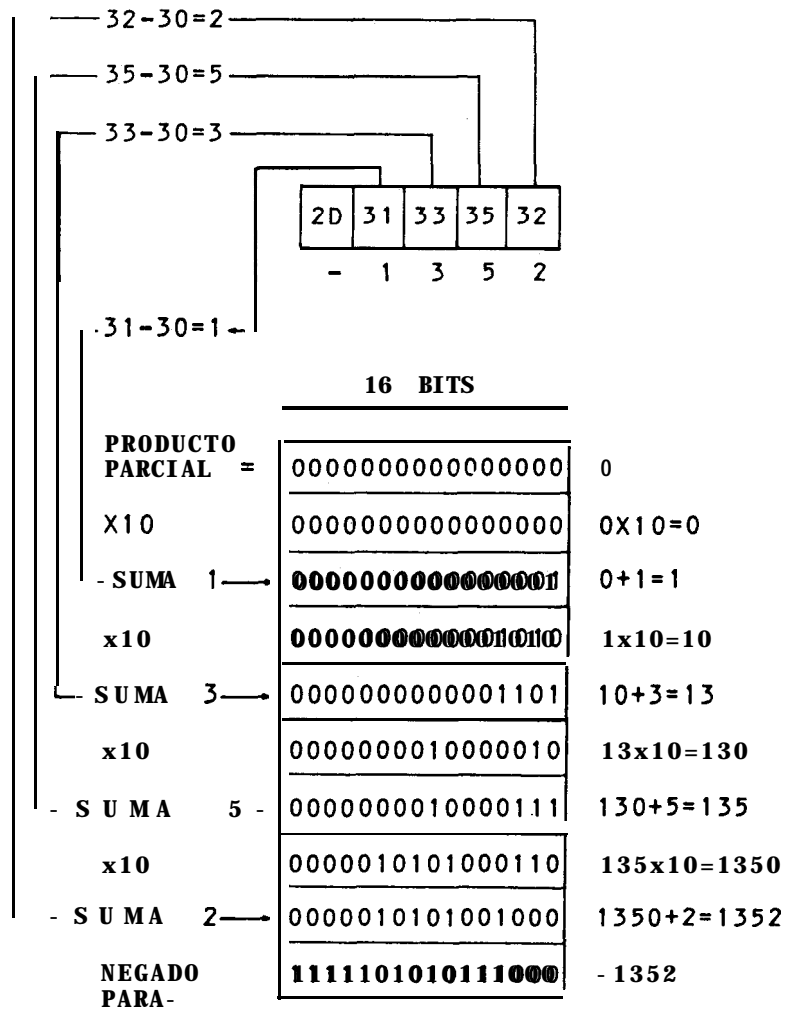 32-30=2
35-30=5
33-30=3
2D 31 33 35 32
- 1 3 5 2
31-30=1
16 BITS
PRODUCTO
PARCIAL = 0000000000000000 0
X10 0000000000000000 0X10=0
- SUMA 1 0000000000000001 0+1=1
x10 0000000000001010 1x10=10
- SUMA 3 0000000000001101 10+3=13
x10 0000000010000010 13x10=130
- SUMA 5 - 0000000010000111 130+5=135
x10 0000010101000110 135x10=1350
- SUMA 2 0000010101001000 1350+2=1352
NEGADO 1111101010111000 -1352
PARA-